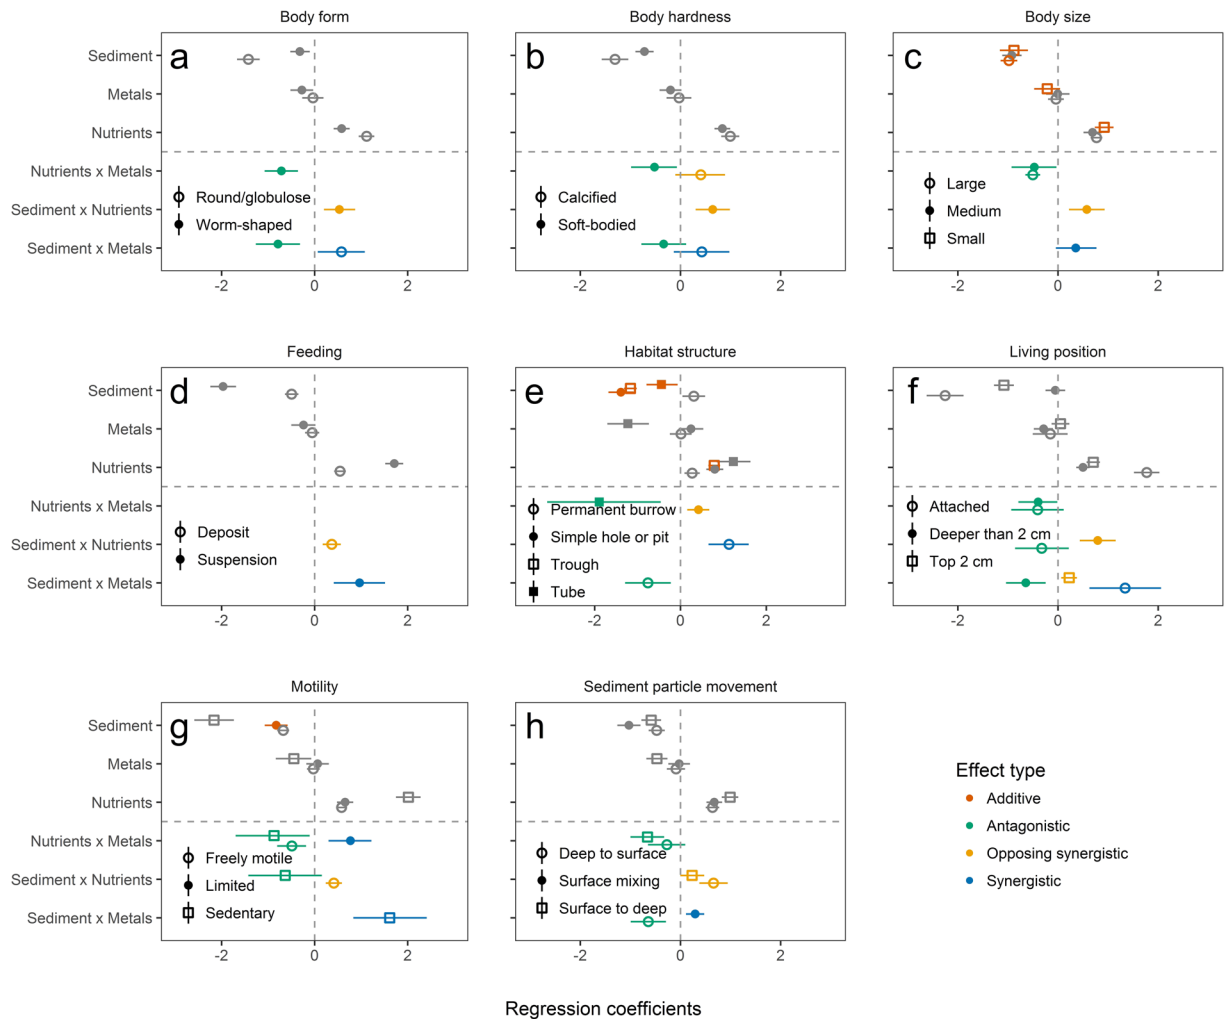 Body form
Body hardness
Body size
a
b
c
Sediment
Metals
Nutrients
Nutrients x Metals
Sediment x Nutrients
Sediment x Metals
Round/globulose
Worm-shaped
Calcified
Soft-bodied
Large
Medium
Small
-2 0 2
-2 0 2
-2 0 2
Feeding
Habitat structure
Living position
d
e
f
Sediment
Metals
Nutrients
Nutrients x Metals
Sediment x Nutrients
Sediment x Metals
Deposit
Suspension
Permanent burrow
Simple hole or pit
Trough
Tube
Attached
Deeper than 2 cm
Top 2 cm
-2 0 2
-2 0 2
-2 0 2
Motility
Sediment particle movement
g
h
Sediment
Metals
Nutrients
Nutrients x Metals
Sediment x Nutrients
Sediment x Metals
Freely motile
Limited
Sedentary
Deep to surface
Surface mixing
Surface to deep
-2 0 2
-2 0 2
Effect type
Additive
Antagonistic
Opposing synergistic
Synergistic
Regression coefficients